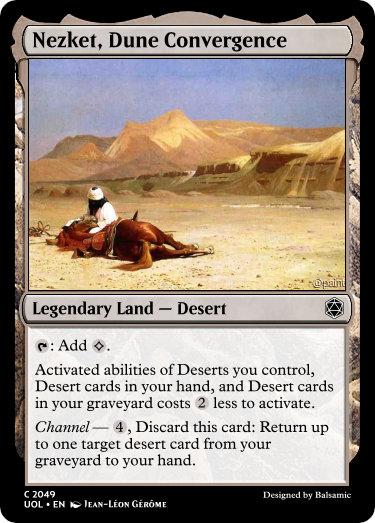 Nezket, Dune Convergence
@paint
Legendary Land — Desert
: Add .
Activated abilities of Deserts you control,
Desert cards in your hand, and Desert cards
in your graveyard costs 2 less to activate.
Channel — 4, Discard this card: Return up
to one target desert card from your
graveyard to your hand.
C 2049
UOL • EN Jean-Léon Gérôme
Designed by Balsamic